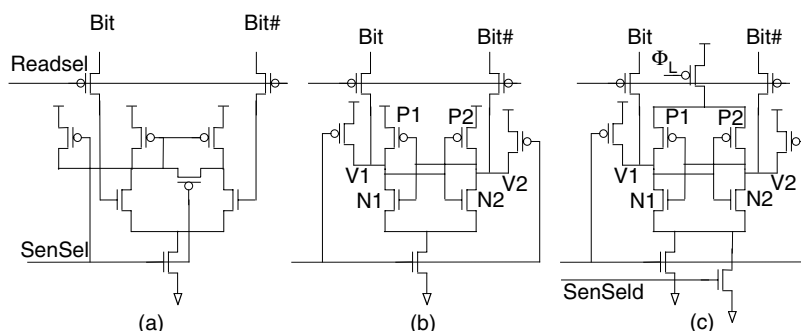 Bit Bit# Bit Bit# Bit Bit#
Readsel Φ_L
P1 P2 P1 P2
V1 V2 V1 V2
N1 N2 N1 N2
SenSel
SenSeld
(a) (b) (c)